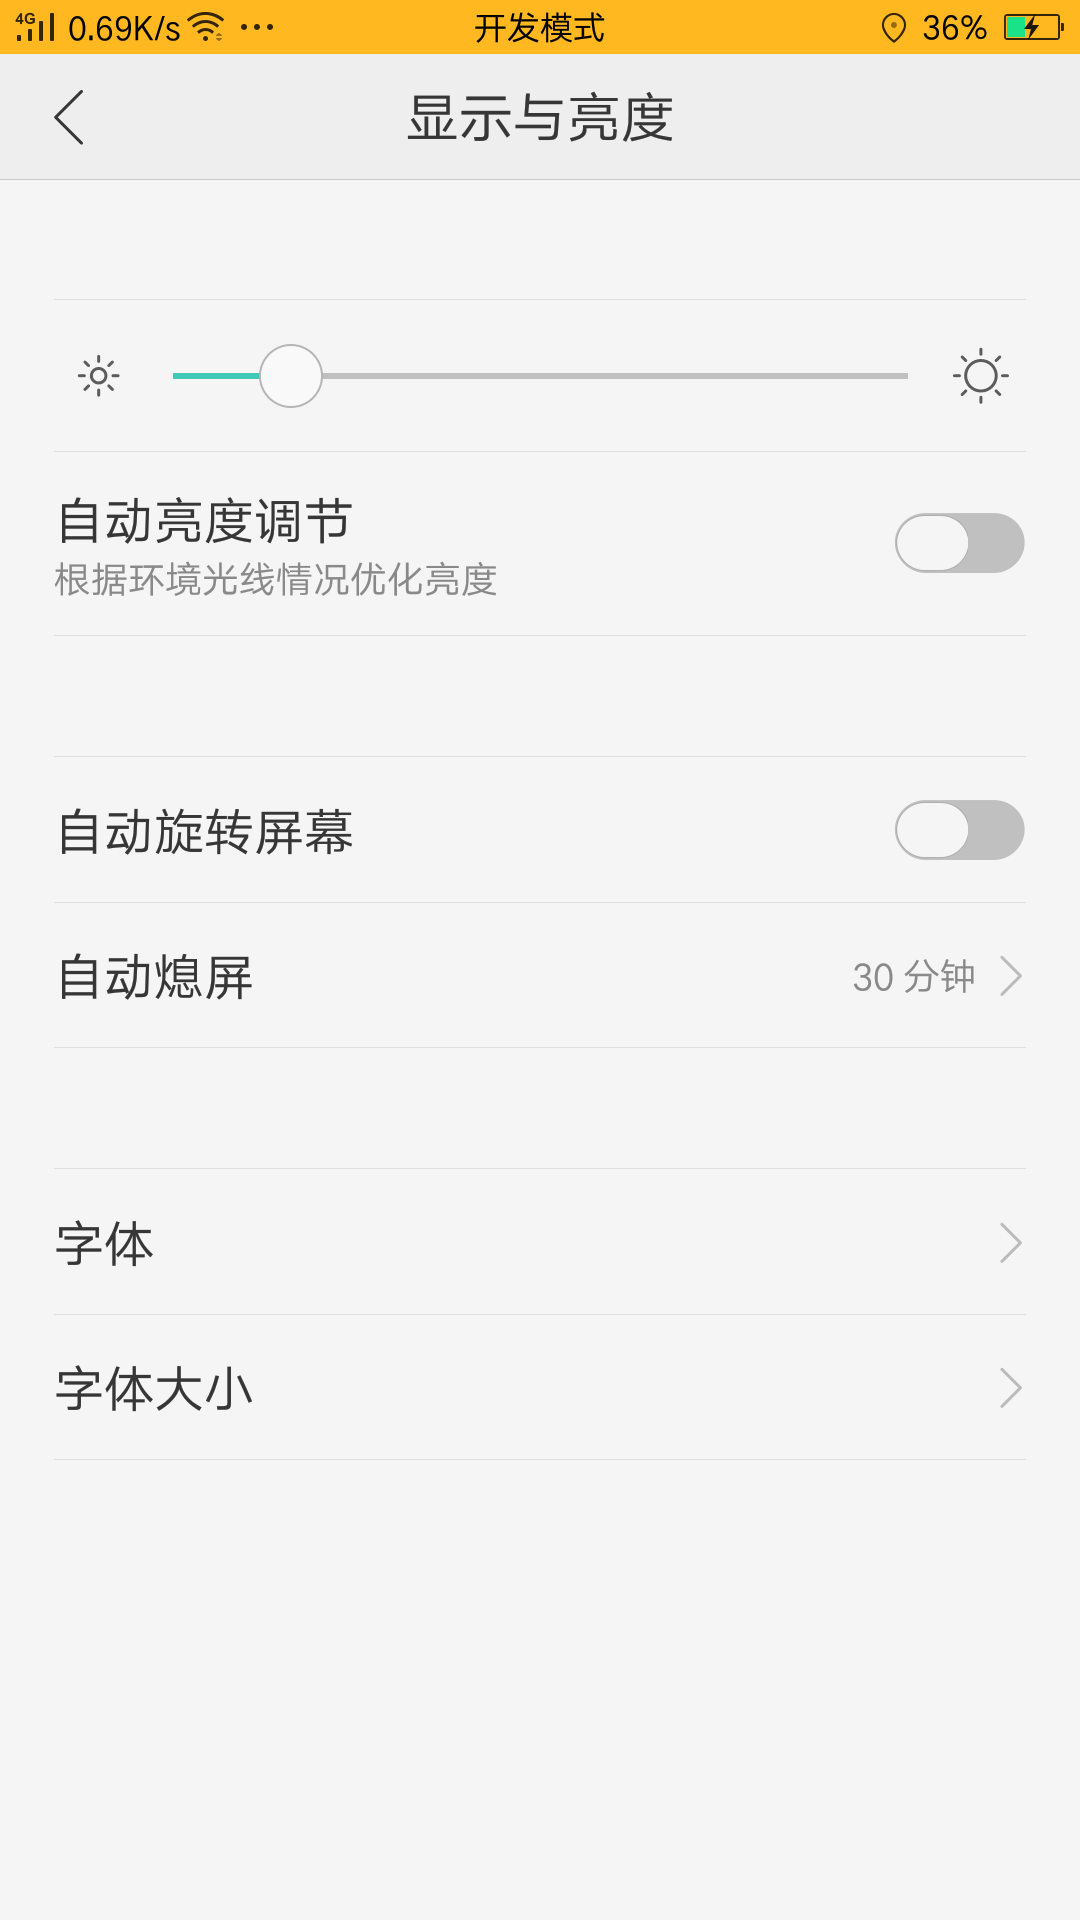 4G 0.69K/s 开发模式 36%
显示与亮度
自动亮度调节
根据环境光线情况优化亮度
自动旋转屏幕
自动熄屏 30 分钟
字体
字体大小